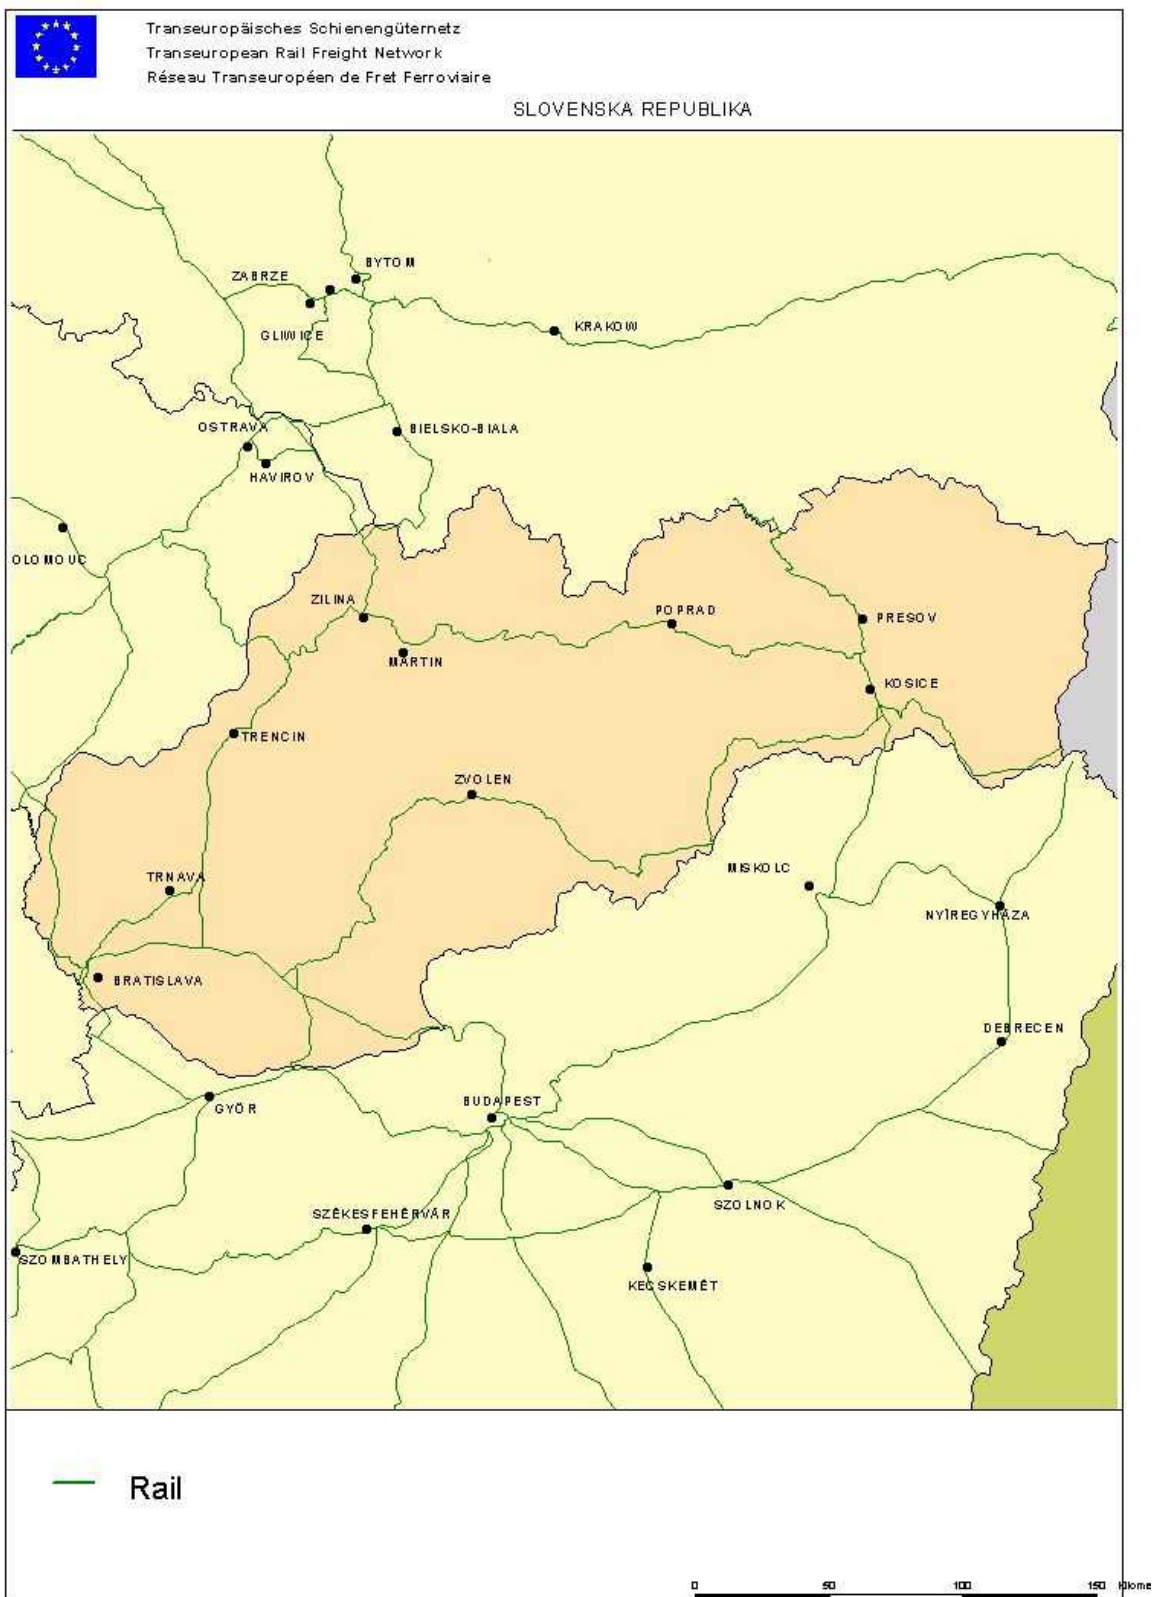 Transeuropäisches Schienengüternetz
Transeuropean Rail Freight Network
Réseau Transeuropéen de Fret Ferroviaire
SLOVENSKA REPUBLIKA
BYTOM
ZABRZE
KRAKOW
GLIWICE
OSTRAVA
BIELSKO-BIALA
HAVIROV
OLOMOUC
ZILINA
POPRAD
PRESOV
MARTIN
KOSICE
TRENCIN
ZVOLEN
MISKOLC
TRNAVA
NYÎREGYHÁZA
BRATISLAVA
DEBRECEN
BUDAPEST
GYÖR
SZOLNOK
SZÉKESFEHÉRVÁR
SZOMBATHELY
KECSKEMÉT
Rail
0 50 100 150 Kilome